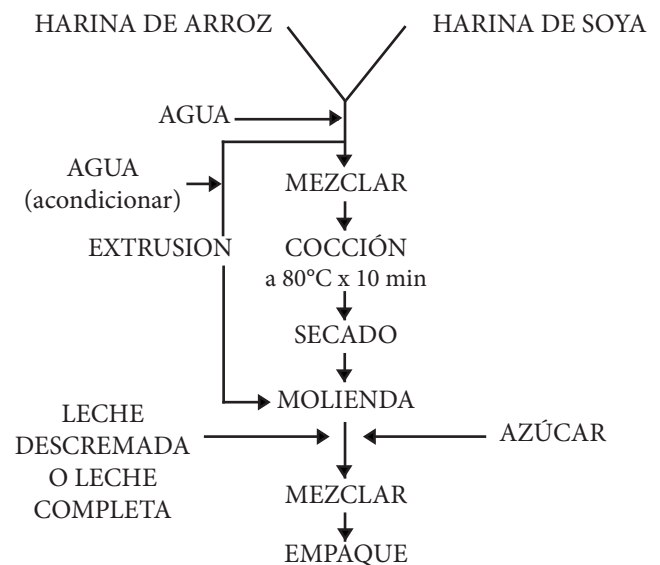 HARINA DE ARROZ
HARINA DE SOYA
AGUA
AGUA
(acondicionar)
MEZCLAR
EXTRUSION
COCCIÓN
a 80°C x 10 min
SECADO
MOLIENDA
LECHE
DESCREMADA
O LECHE
COMPLETA
AZÚCAR
MEZCLAR
EMPAQUE